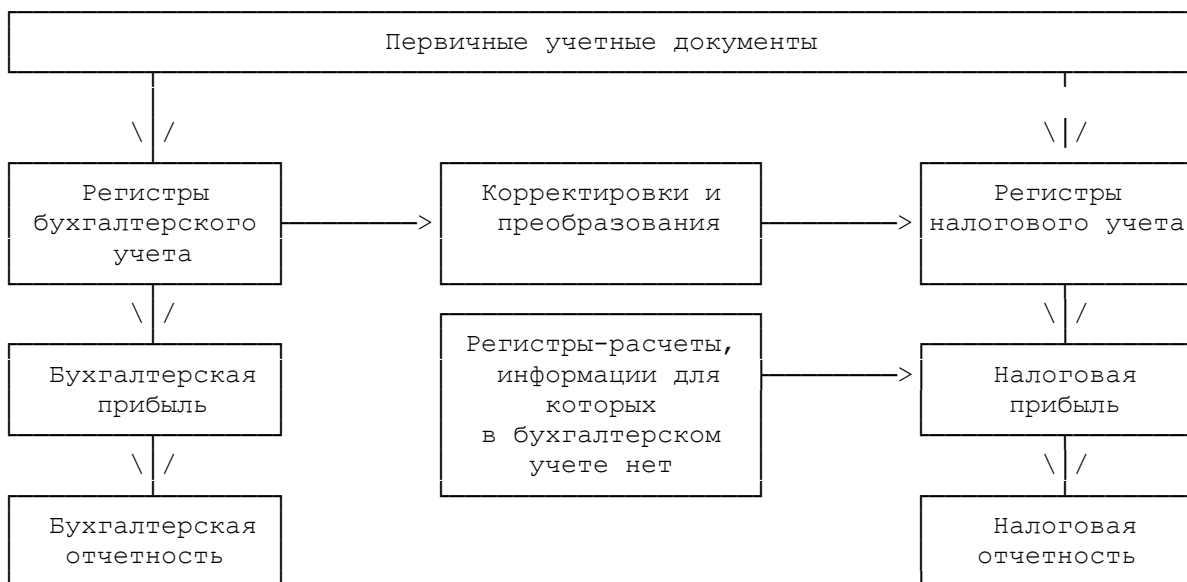 Первичные учетные документы
Регистры
бухгалтерского
учета
Корректировки и
преобразования
Регистры
налогового учета
Регистры-расчеты,
информации для
которых
в бухгалтерском
учете нет
Бухгалтерская
прибыль
Налоговая
прибыль
Бухгалтерская
отчетность
Налоговая
отчетность